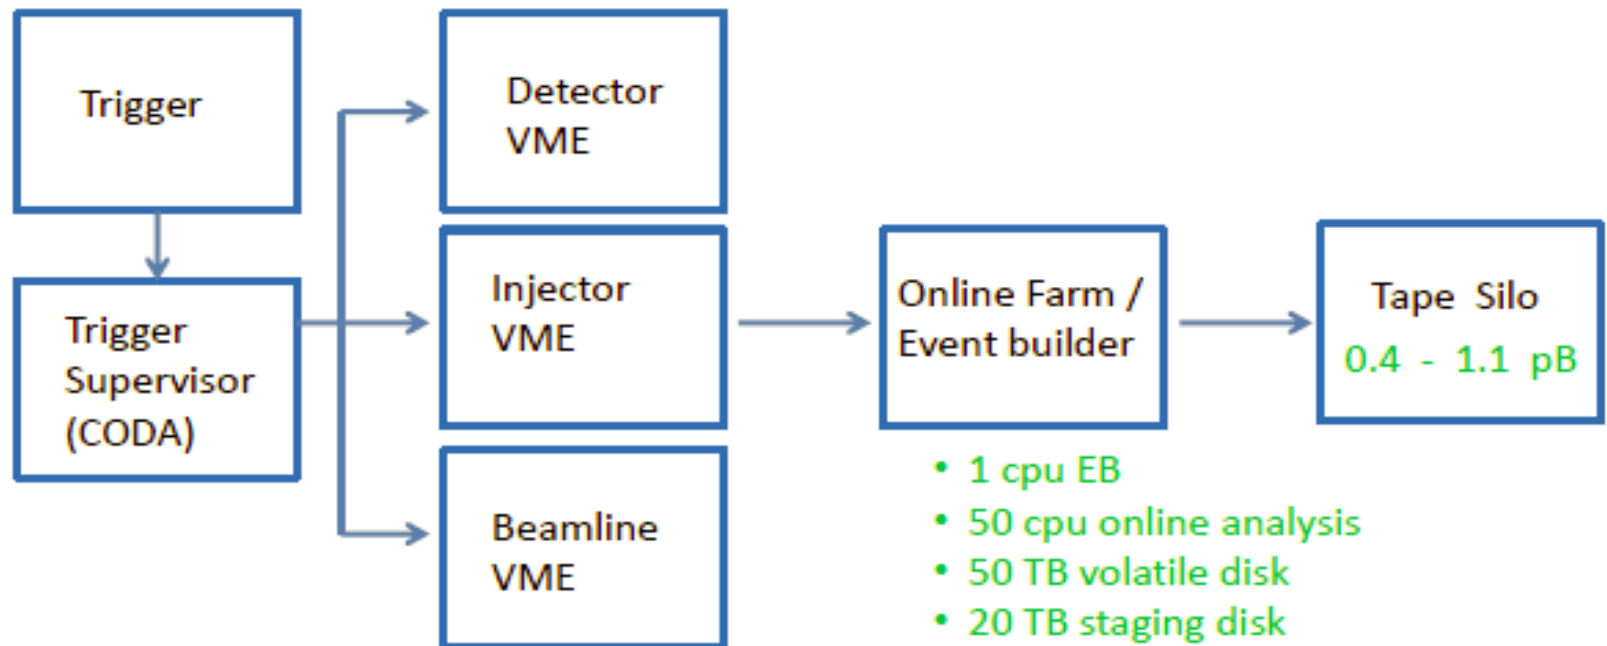 Trigger
Trigger
Supervisor
(CODA)
Detector
VME
Injector
VME
Beamline
VME
Online Farm /
Event builder
• 1 cpu EB
• 50 cpu online analysis
• 50 TB volatile disk
• 20 TB staging disk
Tape Silo
0.4 - 1.1 pB